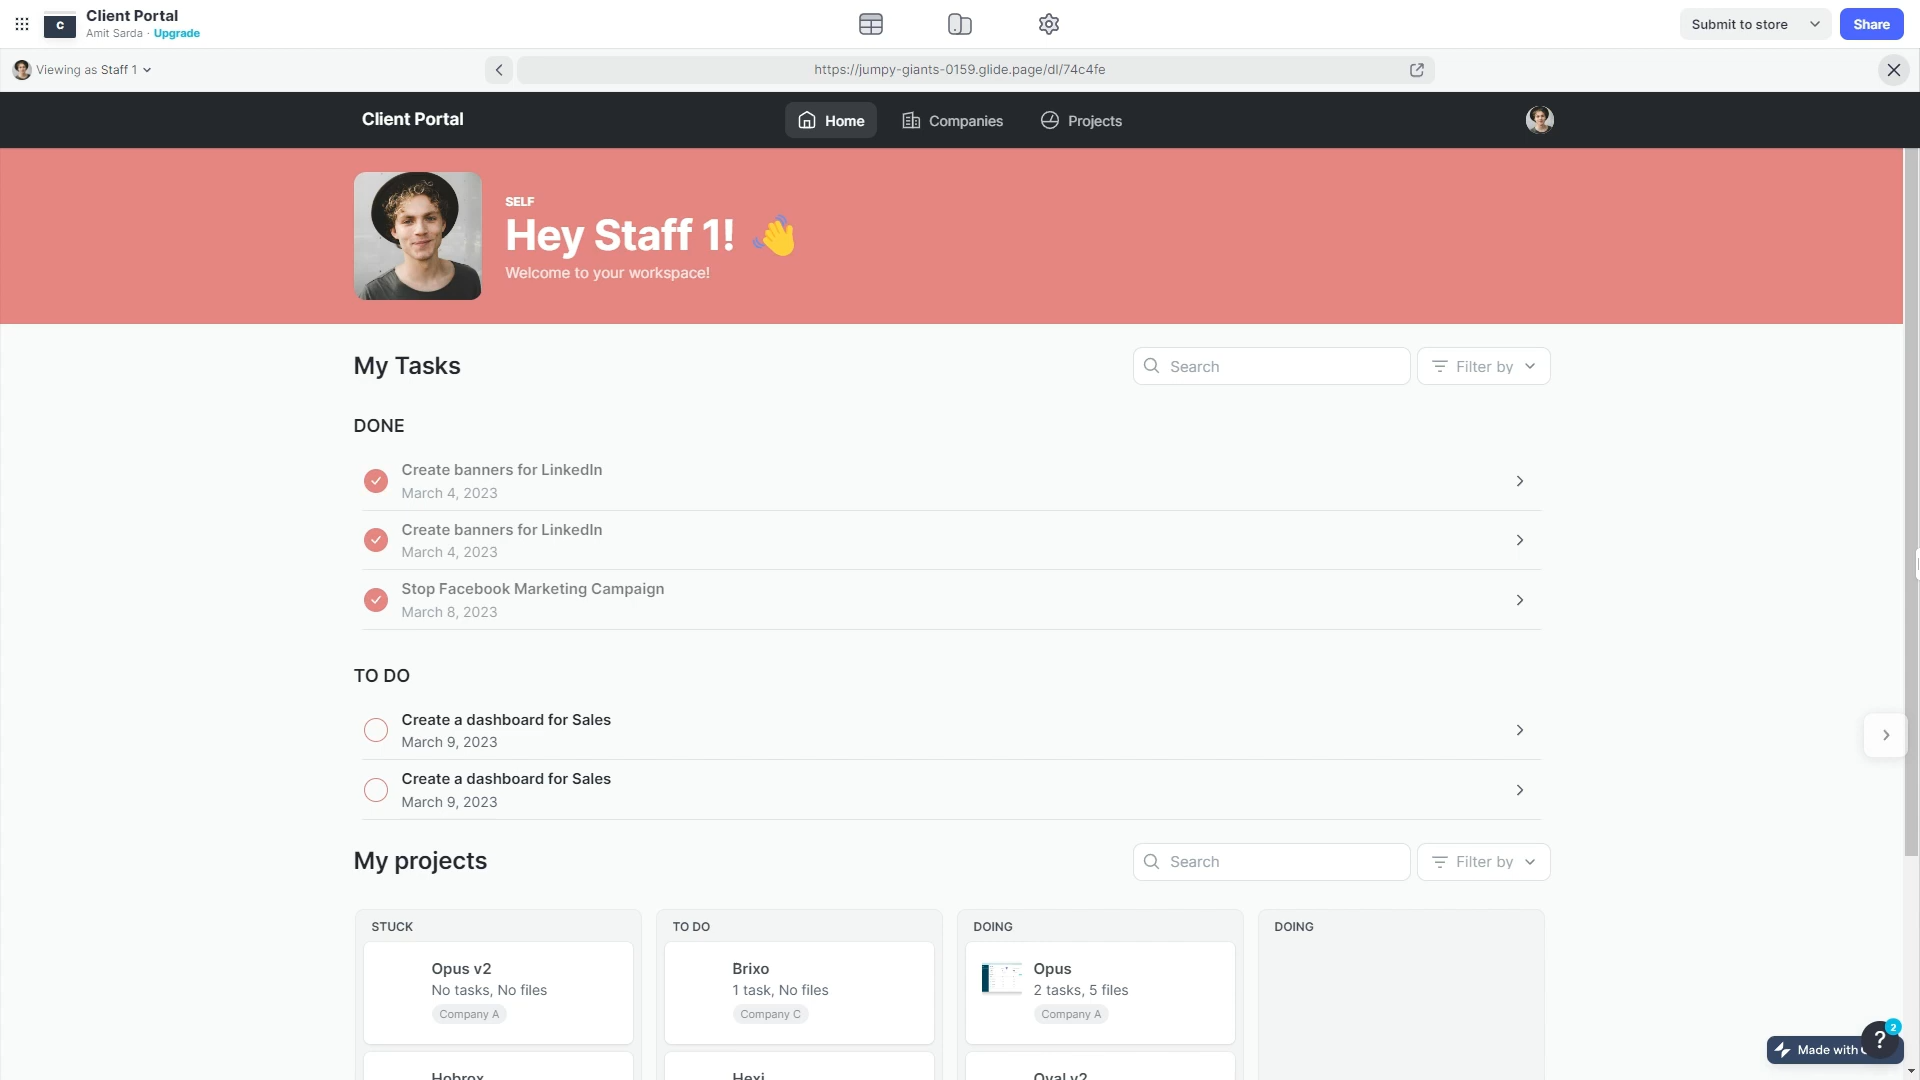 C
Client Portal
Amit Sarda · Upgrade
Submit to store
Share
Viewing as Staff 1
https://jumpy-giants-0159.glide.page/dl/74c4fe
Client Portal
Home
Companies
Projects
SELF
Hey Staff 1! 👋
Welcome to your workspace!
My Tasks
Search
Filter by
DONE
Create banners for LinkedIn
March 4, 2023
Create banners for LinkedIn
March 4, 2023
Stop Facebook Marketing Campaign
March 8, 2023
TO DO
Create a dashboard for Sales
March 9, 2023
Create a dashboard for Sales
March 9, 2023
My projects
Search
Filter by
STUCK
TO DO
DOING
DOING
Opus v2
No tasks, No files
Company A
Brixo
1 task, No files
Company C
Opus
2 tasks, 5 files
Company A
Hobrox
Hexi
Oval v2
Made with
?
2